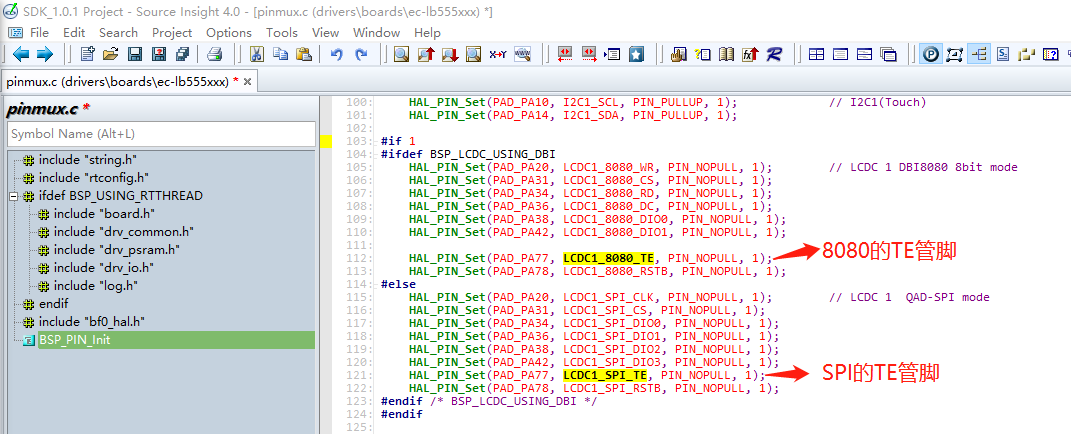 SDK_1.0.1 Project - Source Insight 4.0 - [pinmux.c (drivers\boards\ec-lb555xxx) *]
File Edit Search Project Options Tools View Window Help
pinmux.c (drivers\boards\ec-lb555xxx) * ×
pinmux.c *
Symbol Name (Alt+L)
include "string.h"
include "rtconfig.h"
ifdef BSP_USING_RTTHREAD
include "board.h"
include "drv_common.h"
include "drv_psram.h"
include "drv_io.h"
include "log.h"
endif
include "bf0_hal.h"
BSP_PIN_Init
100: HAL_PIN_Set(PAD_PA10, I2C1_SCL, PIN_PULLUP, 1); // I2C1(Touch)
101: HAL_PIN_Set(PAD_PA14, I2C1_SDA, PIN_PULLUP, 1);
102:
103: #if 1
104: #ifdef BSP_LCDC_USING_DBI
105: HAL_PIN_Set(PAD_PA20, LCDC1_8080_WR, PIN_NOPULL, 1); // LCDC 1 DBI8080 8bit mode
106: HAL_PIN_Set(PAD_PA31, LCDC1_8080_CS, PIN_NOPULL, 1);
107: HAL_PIN_Set(PAD_PA34, LCDC1_8080_RD, PIN_NOPULL, 1);
108: HAL_PIN_Set(PAD_PA36, LCDC1_8080_DC, PIN_NOPULL, 1);
109: HAL_PIN_Set(PAD_PA38, LCDC1_8080_DIO0, PIN_NOPULL, 1);
110: HAL_PIN_Set(PAD_PA42, LCDC1_8080_DIO1, PIN_NOPULL, 1);
111:
112: HAL_PIN_Set(PAD_PA77, LCDC1_8080_TE, PIN_NOPULL, 1); 8080的TE管脚
113: HAL_PIN_Set(PAD_PA78, LCDC1_8080_RSTB, PIN_NOPULL, 1);
114: #else
115: HAL_PIN_Set(PAD_PA20, LCDC1_SPI_CLK, PIN_NOPULL, 1); // LCDC 1 QAD-SPI mode
116: HAL_PIN_Set(PAD_PA31, LCDC1_SPI_CS, PIN_NOPULL, 1);
117: HAL_PIN_Set(PAD_PA34, LCDC1_SPI_DIO0, PIN_NOPULL, 1);
118: HAL_PIN_Set(PAD_PA36, LCDC1_SPI_DIO1, PIN_NOPULL, 1);
119: HAL_PIN_Set(PAD_PA38, LCDC1_SPI_DIO2, PIN_NOPULL, 1);
120: HAL_PIN_Set(PAD_PA42, LCDC1_SPI_DIO3, PIN_NOPULL, 1);
121: HAL_PIN_Set(PAD_PA77, LCDC1_SPI_TE, PIN_NOPULL, 1); SPI的TE管脚
122: HAL_PIN_Set(PAD_PA78, LCDC1_SPI_RSTB, PIN_NOPULL, 1);
123: #endif /* BSP_LCDC_USING_DBI */
124: #endif
125: